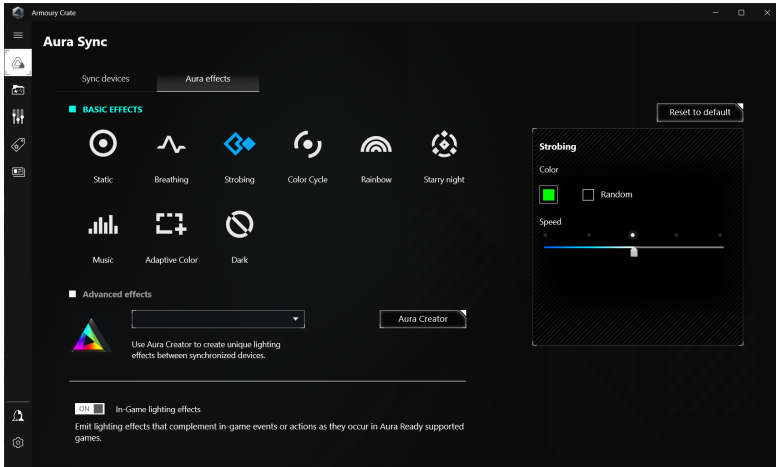 Armoury Crate
Aura Sync
Sync devices
Aura effects
BASIC EFFECTS
Reset to default
Static
Breathing
Strobing
Color Cycle
Rainbow
Starry night
Music
Adaptive Color
Dark
Strobing
Color
Random
Speed
Advanced effects
Aura Creator
Use Aura Creator to create unique lighting
effects between synchronized devices.
ON
In-Game lighting effects
Emit lighting effects that complement in-game events or actions as they occur in Aura Ready supported
games.